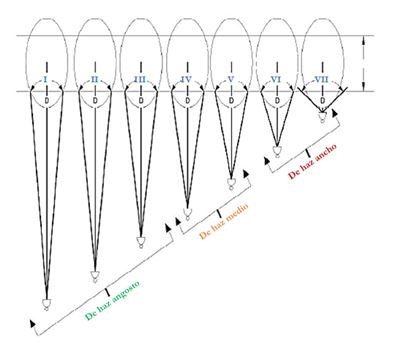 I II III IV V VI VII
D D D D D D D
De haz ancho
De haz medio
De haz angosto